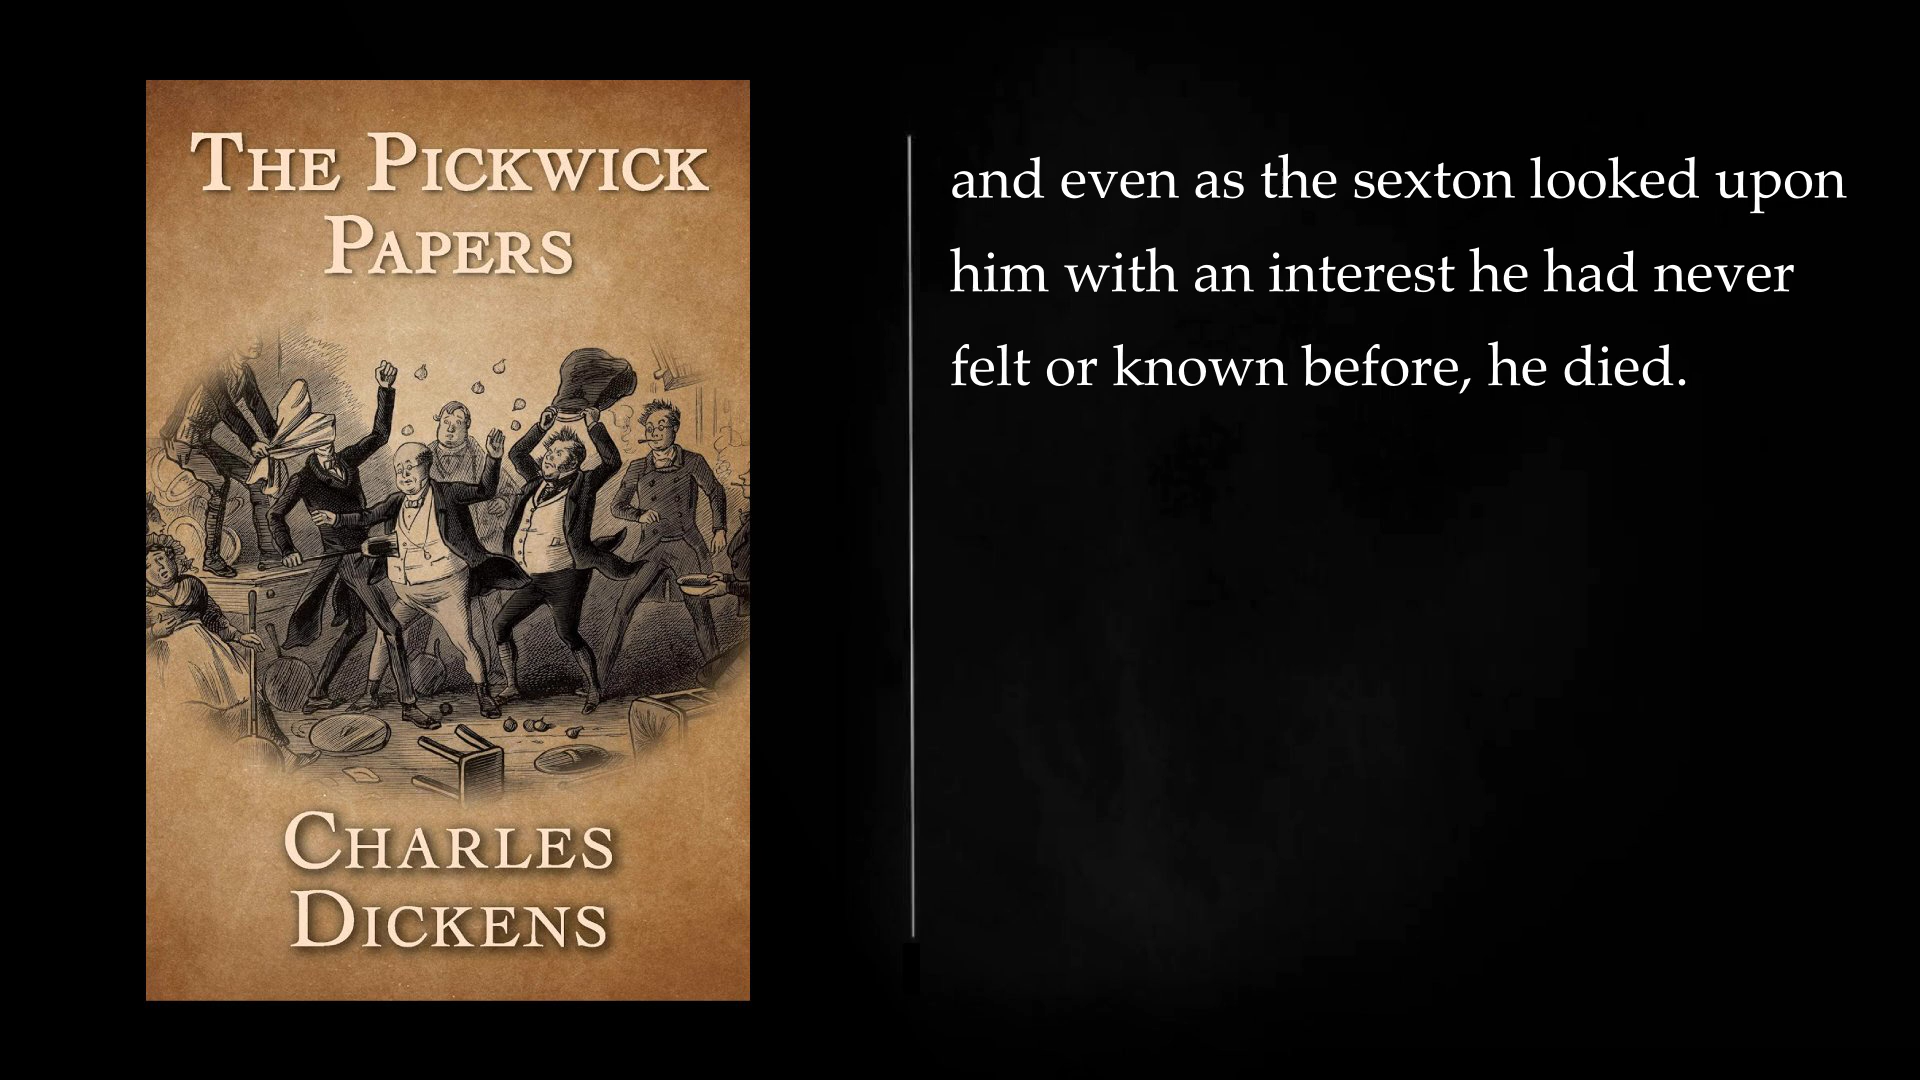 The Pickwick
Papers
Charles
Dickens
and even as the sexton looked upon
him with an interest he had never
felt or known before, he died.